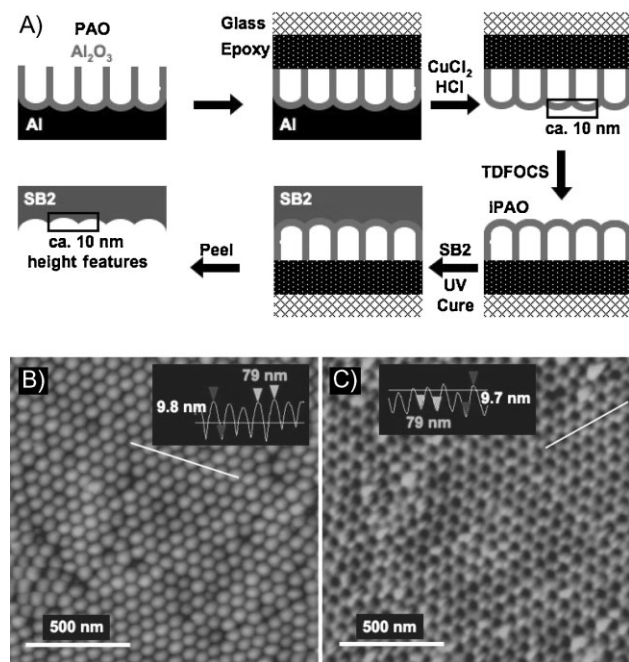 A)
PAO
Al2O3
Al
Glass
Epoxy
Al
CuCl2
HCl
ca. 10 nm
TDFOCS
iPAO
SB2
UV
Cure
SB2
Peel
SB2
ca. 10 nm
height features
B)
79 nm
9.8 nm
500 nm
C)
9.7 nm
79 nm
500 nm